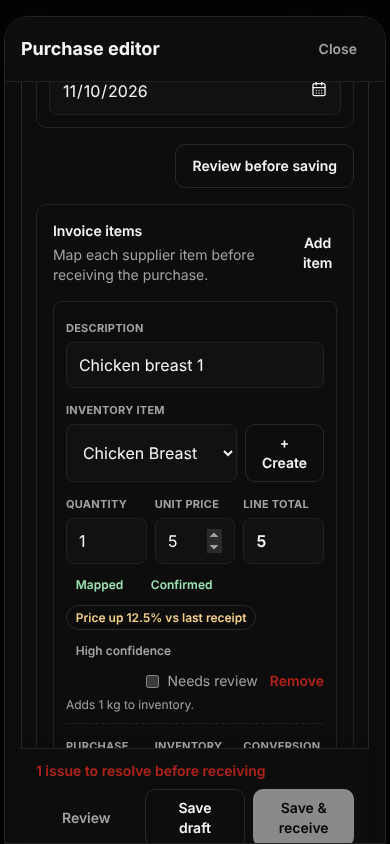 Purchase editor
Close
11/10/2026
Review before saving
Invoice items
Map each supplier item before
receiving the purchase.
Add
item
DESCRIPTION
Chicken breast 1
INVENTORY ITEM
Chicken Breast
+
Create
QUANTITY UNIT PRICE LINE TOTAL
1 5 5
Mapped Confirmed
Price up 12.5% vs last receipt
High confidence
Needs review Remove
Adds 1 kg to inventory.
PURCHASE INVENTORY CONVERSION
1 issue to resolve before receiving
Review
Save
draft
Save &
receive